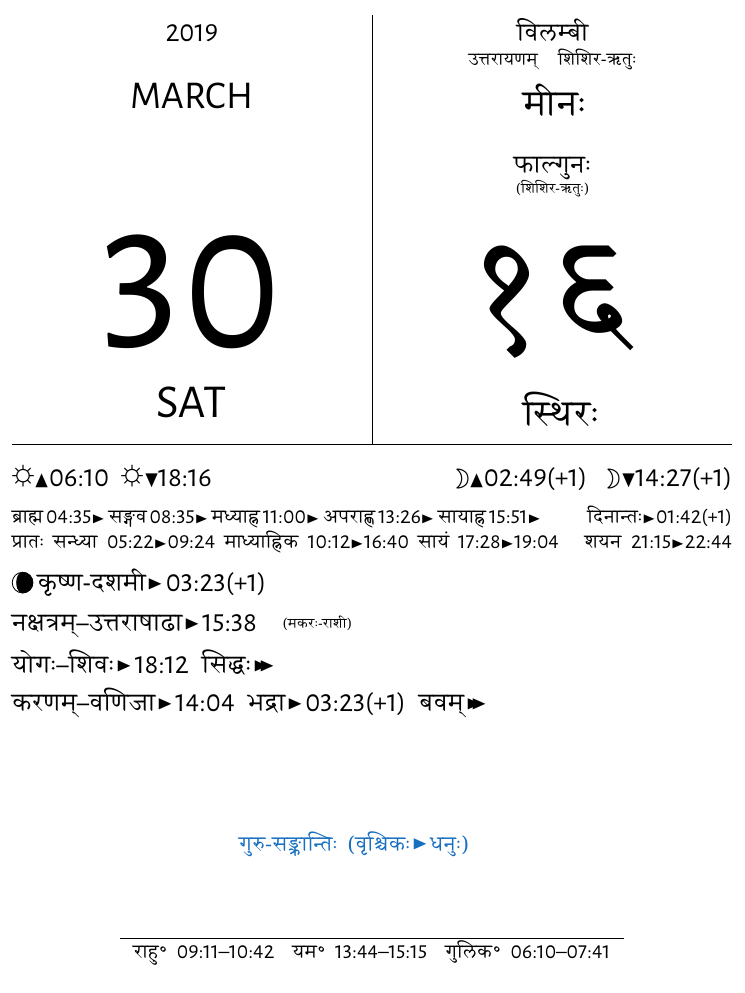 2019
MARCH
30
SAT
विलम्बी
उत्तरायणम् शिशिर-ऋतुः
मीनः
फाल्गुनः
(शिशिर-ऋतुः)
१६
स्थिरः
☼▲06:10 ☼▼18:16 ☽▲02:49(+1) ☽▼14:27(+1)
ब्राह्म 04:35► सङ्गव 08:35► मध्याह्न 11:00► अपराह्ण 13:26► सायाह्न 15:51► दिनान्तः►01:42(+1)
प्रातः सन्ध्या 05:22►09:24 माध्याह्निक 10:12►16:40 सायं 17:28►19:04 शयन 21:15►22:44
कृष्ण-दशमी►03:23(+1)
नक्षत्रम्–उत्तराषाढा►15:38 (मकरः-राशी)
योगः–शिवः►18:12 सिद्धः►►
करणम्–वणिजा►14:04 भद्रा►03:23(+1) बवम्►►
गुरु-सङ्क्रान्तिः (वृश्चिकः►धनुः)
राहु॰ 09:11–10:42 यम॰ 13:44–15:15 गुलिक॰ 06:10–07:41